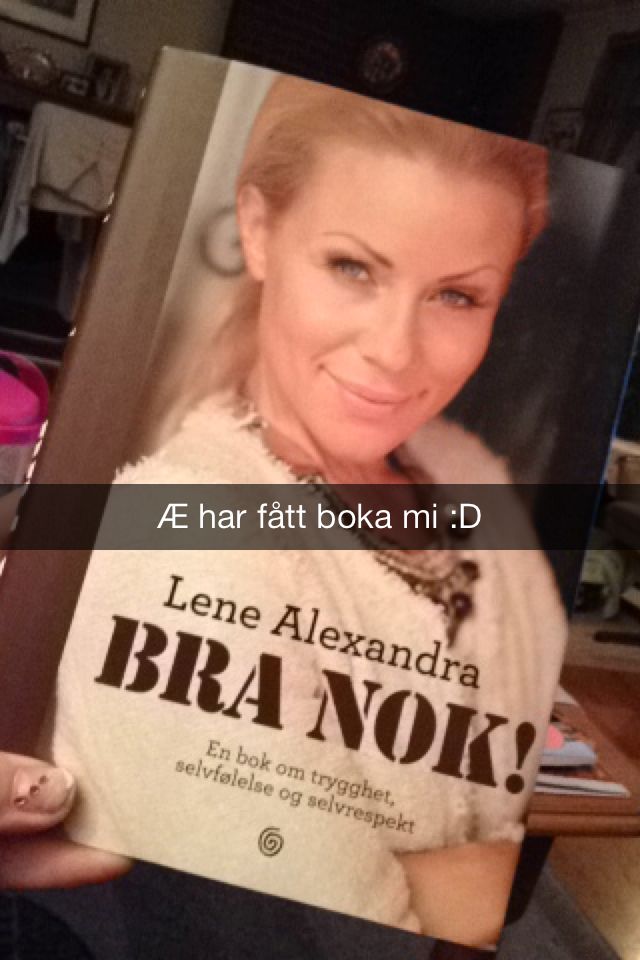 Æ har fått boka mi :D
Lene Alexandra
BRA NOK!
En bok om trygghet,
selvfølelse og selvrespekt